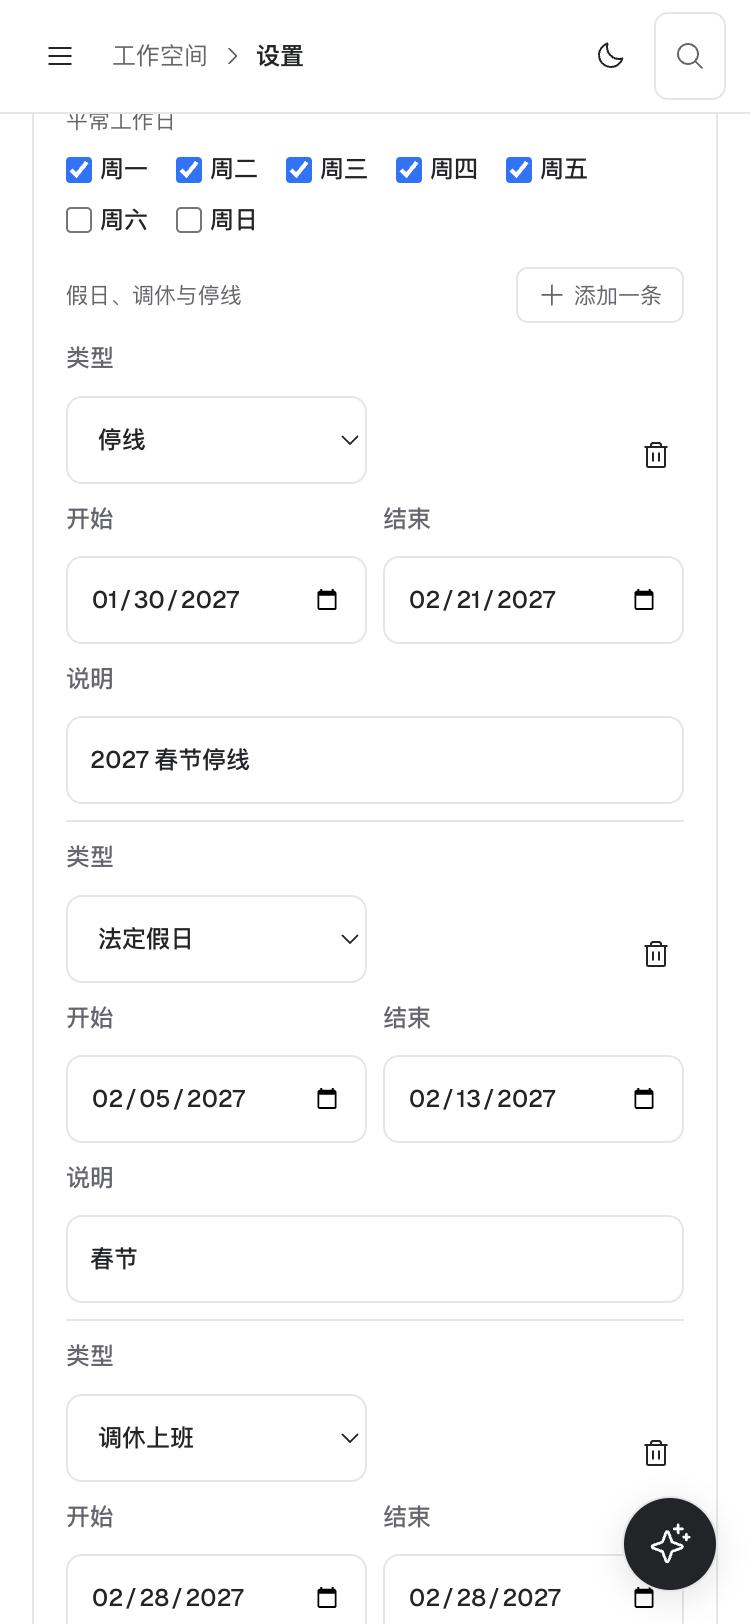 工作空间 > 设置
平常工作日
周一 周二 周三 周四 周五
周六 周日
假日、调休与停线 添加一条
类型
停线
开始 结束
01/30/2027 02/21/2027
说明
2027 春节停线
类型
法定假日
开始 结束
02/05/2027 02/13/2027
说明
春节
类型
调休上班
开始 结束
02/28/2027 02/28/2027